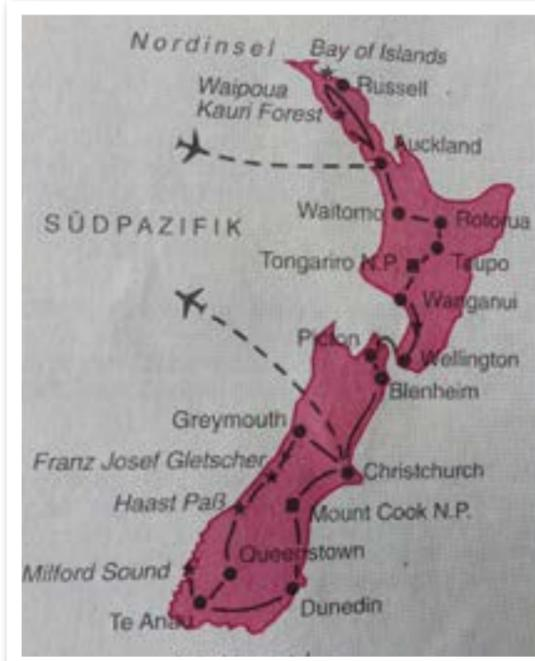 Nordinsel
Bay of Islands
Waipoua
Russell
Kauri Forest
Auckland
Waitomo
Rotorua
SÜDPAZIFIK
Tongariro N.P.
Taupo
Wanganui
Picton
Wellington
Blenheim
Greymouth
Franz Josef Gletscher
Christchurch
Haast Paß
Mount Cook N.P.
Queenstown
Milford Sound
Te Anau
Dunedin